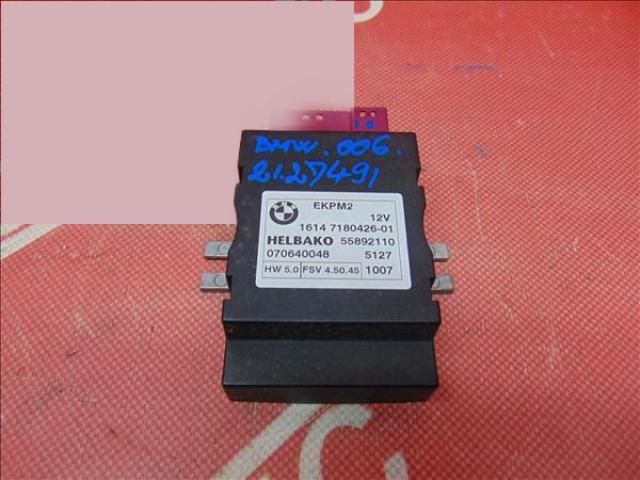 BMW.006.
21.27491
EKPM2
12V
1614 7180426-01
HELBAKO 55892110
070640048 5127
HW 5.0 FSV 4.50.45 1007